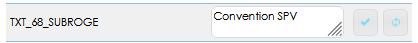 TXT_68_SUBROGE Convention SPV